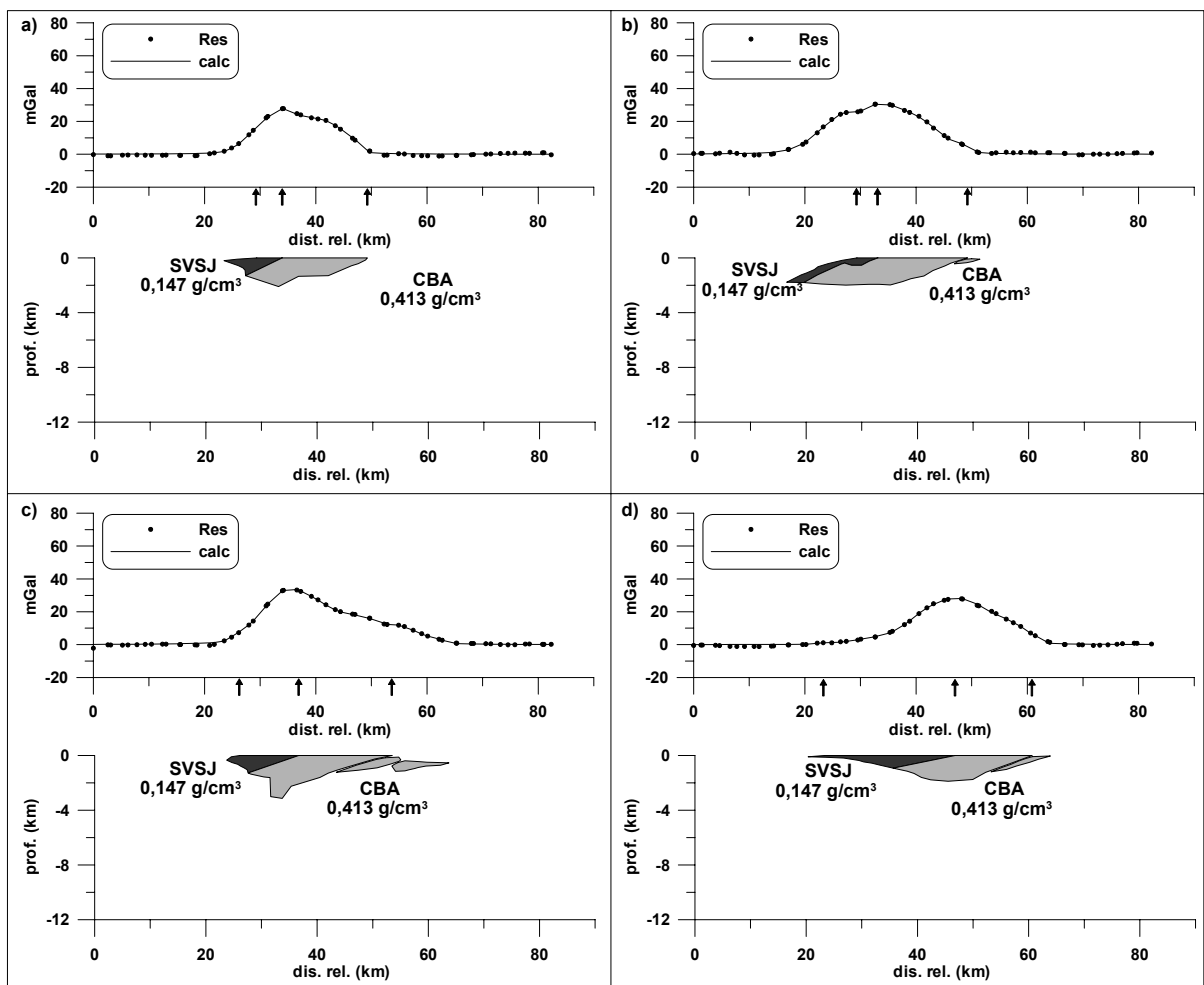 a)
Res
calc
80
60
40
20
0
-20
mGal
0 20 40 60 80
dist. rel. (km)
0
-4
-8
-12
prof. (km)
SVSJ
0,147 g/cm³
CBA
0,413 g/cm³
0 20 40 60 80
dis. rel. (km)
b)
Res
calc
80
60
40
20
0
-20
mGal
0 20 40 60 80
dist. rel. (km)
0
-4
-8
-12
prof. (km)
SVSJ
0,147 g/cm³
CBA
0,413 g/cm³
0 20 40 60 80
dis. rel. (km)
c)
Res
calc
80
60
40
20
0
-20
mGal
0 20 40 60 80
dist. rel. (km)
0
-4
-8
-12
prof. (km)
SVSJ
0,147 g/cm³
CBA
0,413 g/cm³
0 20 40 60 80
dis. rel. (km)
d)
Res
calc
80
60
40
20
0
-20
mGal
0 20 40 60 80
dist. rel. (km)
0
-4
-8
-12
prof. (km)
SVSJ
0,147 g/cm³
CBA
0,413 g/cm³
0 20 40 60 80
dis. rel. (km)